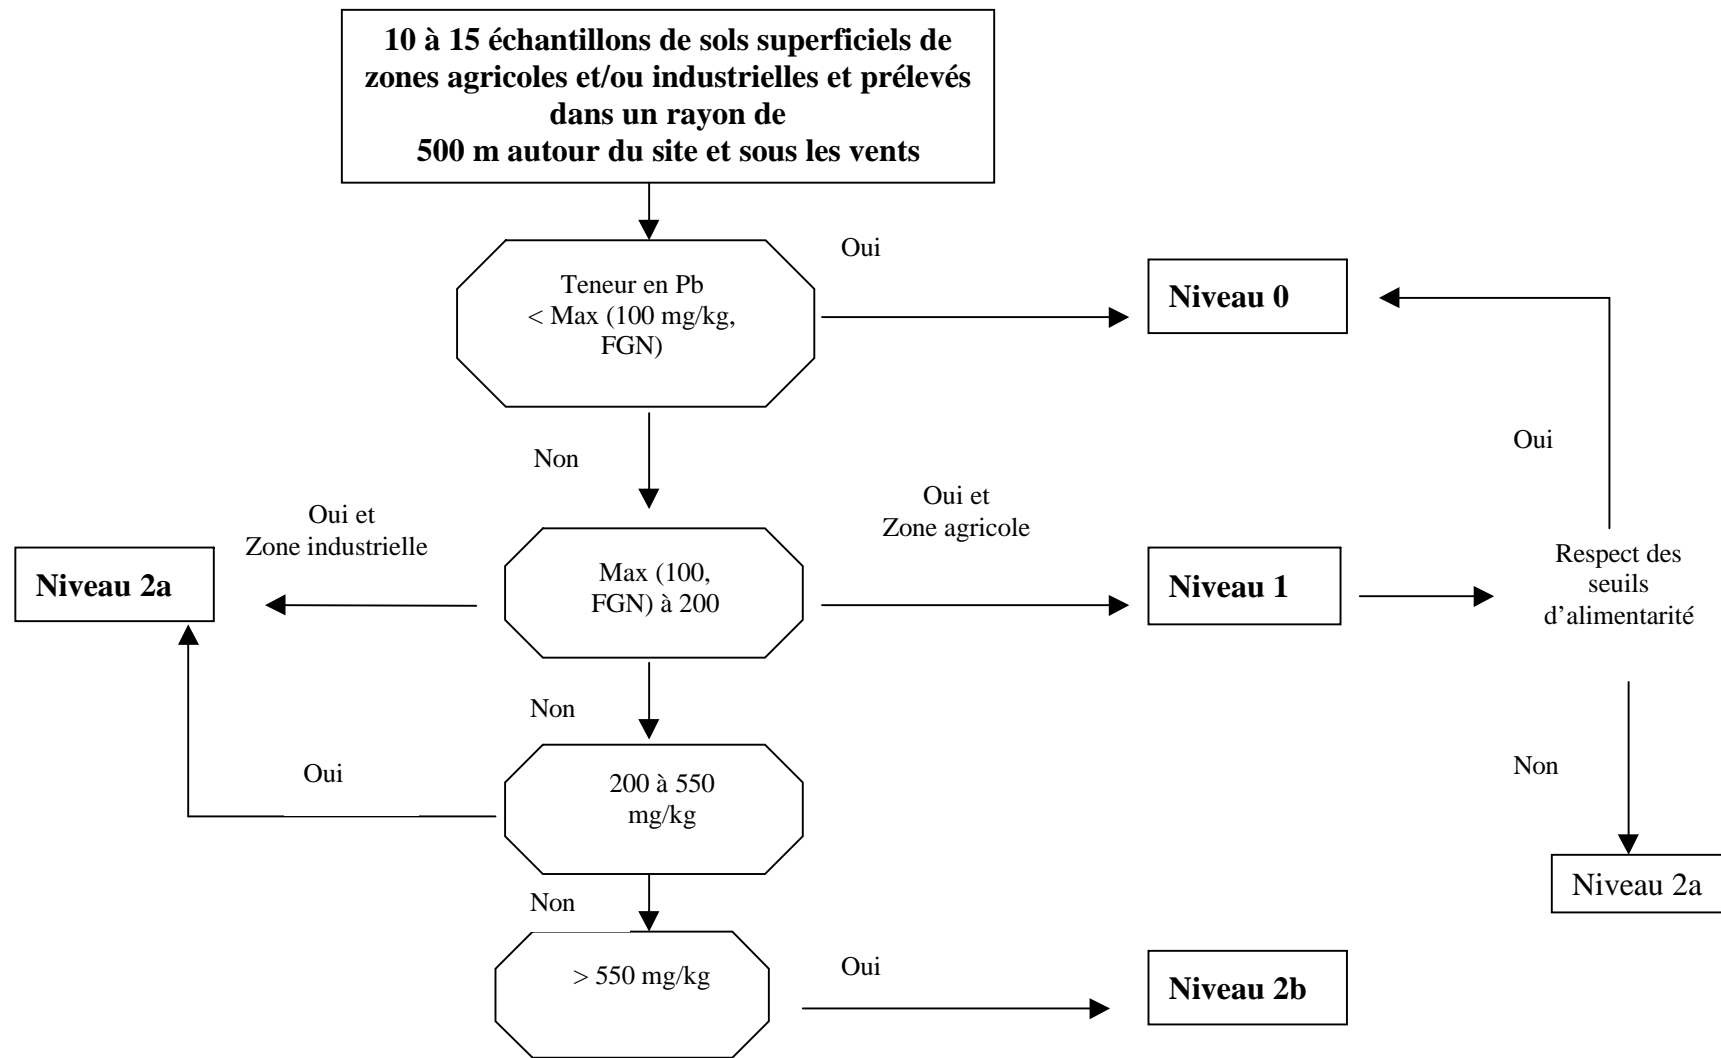 10 à 15 échantillons de sols superficiels de
zones agricoles et/ou industrielles et prélevés
dans un rayon de
500 m autour du site et sous les vents
Oui
Teneur en Pb
< Max (100 mg/kg,
FGN)
Niveau 0
Non
Oui
Oui et
Zone industrielle
Oui et
Zone agricole
Niveau 2a
Max (100,
FGN) à 200
Niveau 1
Respect des
seuils
d’alimentarité
Non
Oui
200 à 550
mg/kg
Non
Niveau 2a
Non
> 550 mg/kg
Oui
Niveau 2b